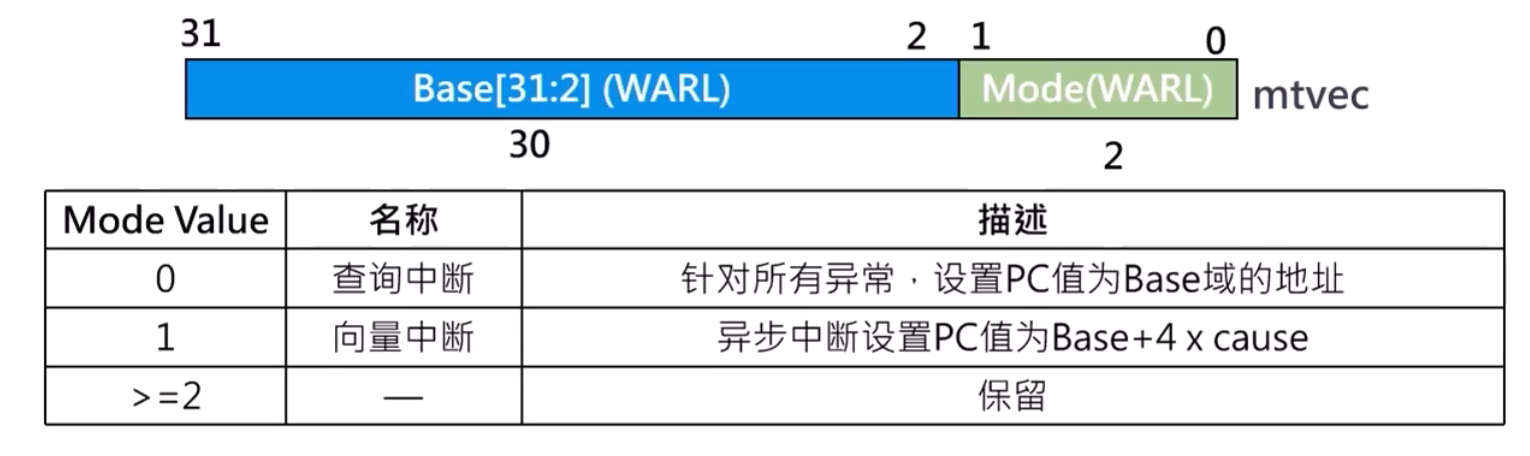 31 2 1 0
Base[31:2] (WARL) Mode(WARL) mtvec
30 2
Mode Value 名称 描述
0 查询中断 针对所有异常，设置PC值为Base域的地址
1 向量中断 异步中断设置PC值为Base+4 x cause
>=2 — 保留